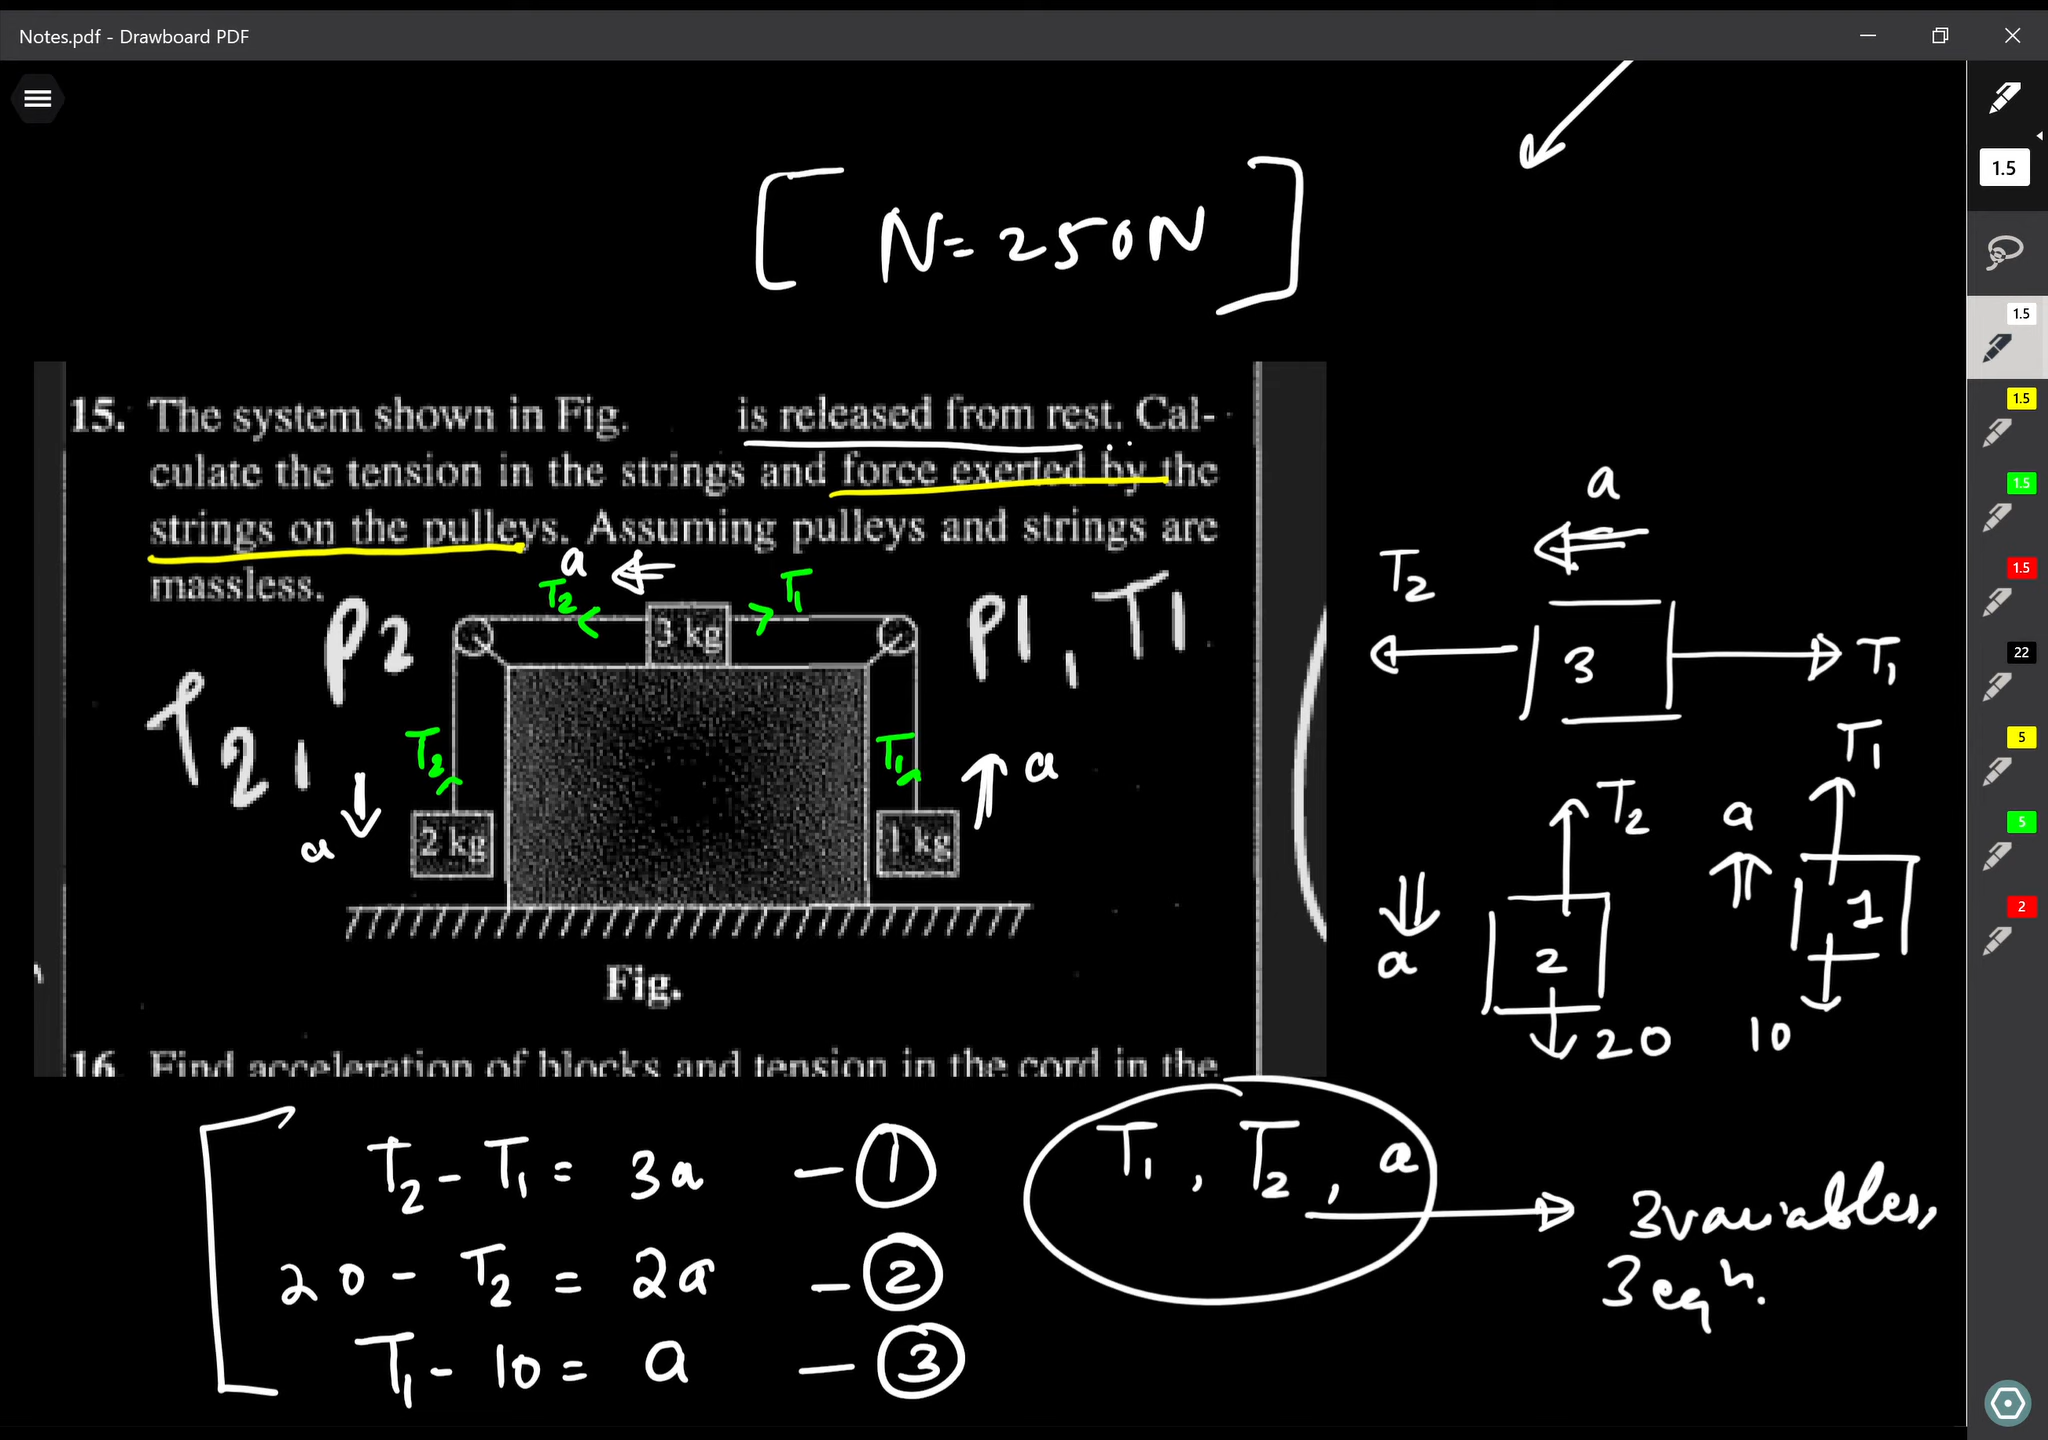 Notes.pdf - Drawboard PDF
1.5
[ N = 250N ]
1.5
1.5
1.5
1.5
22
5
5
2
15. The system shown in Fig. is released from rest. Cal-
culate the tension in the strings and force exerted by the
strings on the pulleys. Assuming pulleys and strings are
massless.
a
T2
T1
P2
3 kg
P1, T1
T2,
T2
T1
a
a
2 kg
1 kg
Fig.
16. Find acceleration of blocks and tension in the cord in the
a
T2
3
T1
T2
a
T1
a
2
1
20
10
T2 - T1 = 3a - 1
20 - T2 = 2a - 2
T1 - 10 = a - 3
T1, T2, a
3 variables,
3 eqn.